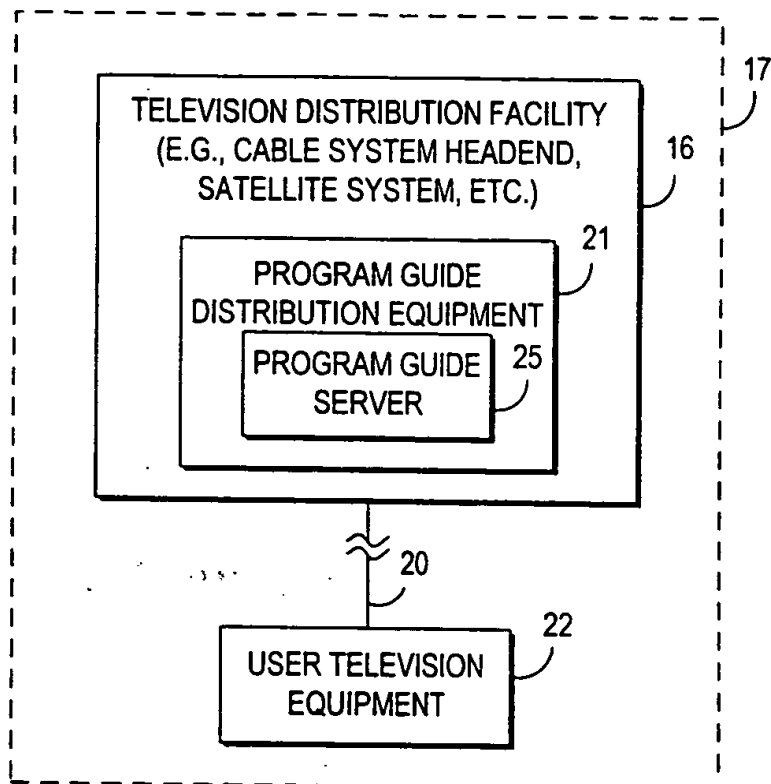 17
TELEVISION DISTRIBUTION FACILITY
(E.G., CABLE SYSTEM HEADEND,
SATELLITE SYSTEM, ETC.)
16
21
PROGRAM GUIDE
DISTRIBUTION EQUIPMENT
PROGRAM GUIDE
SERVER
25
20
22
USER TELEVISION
EQUIPMENT